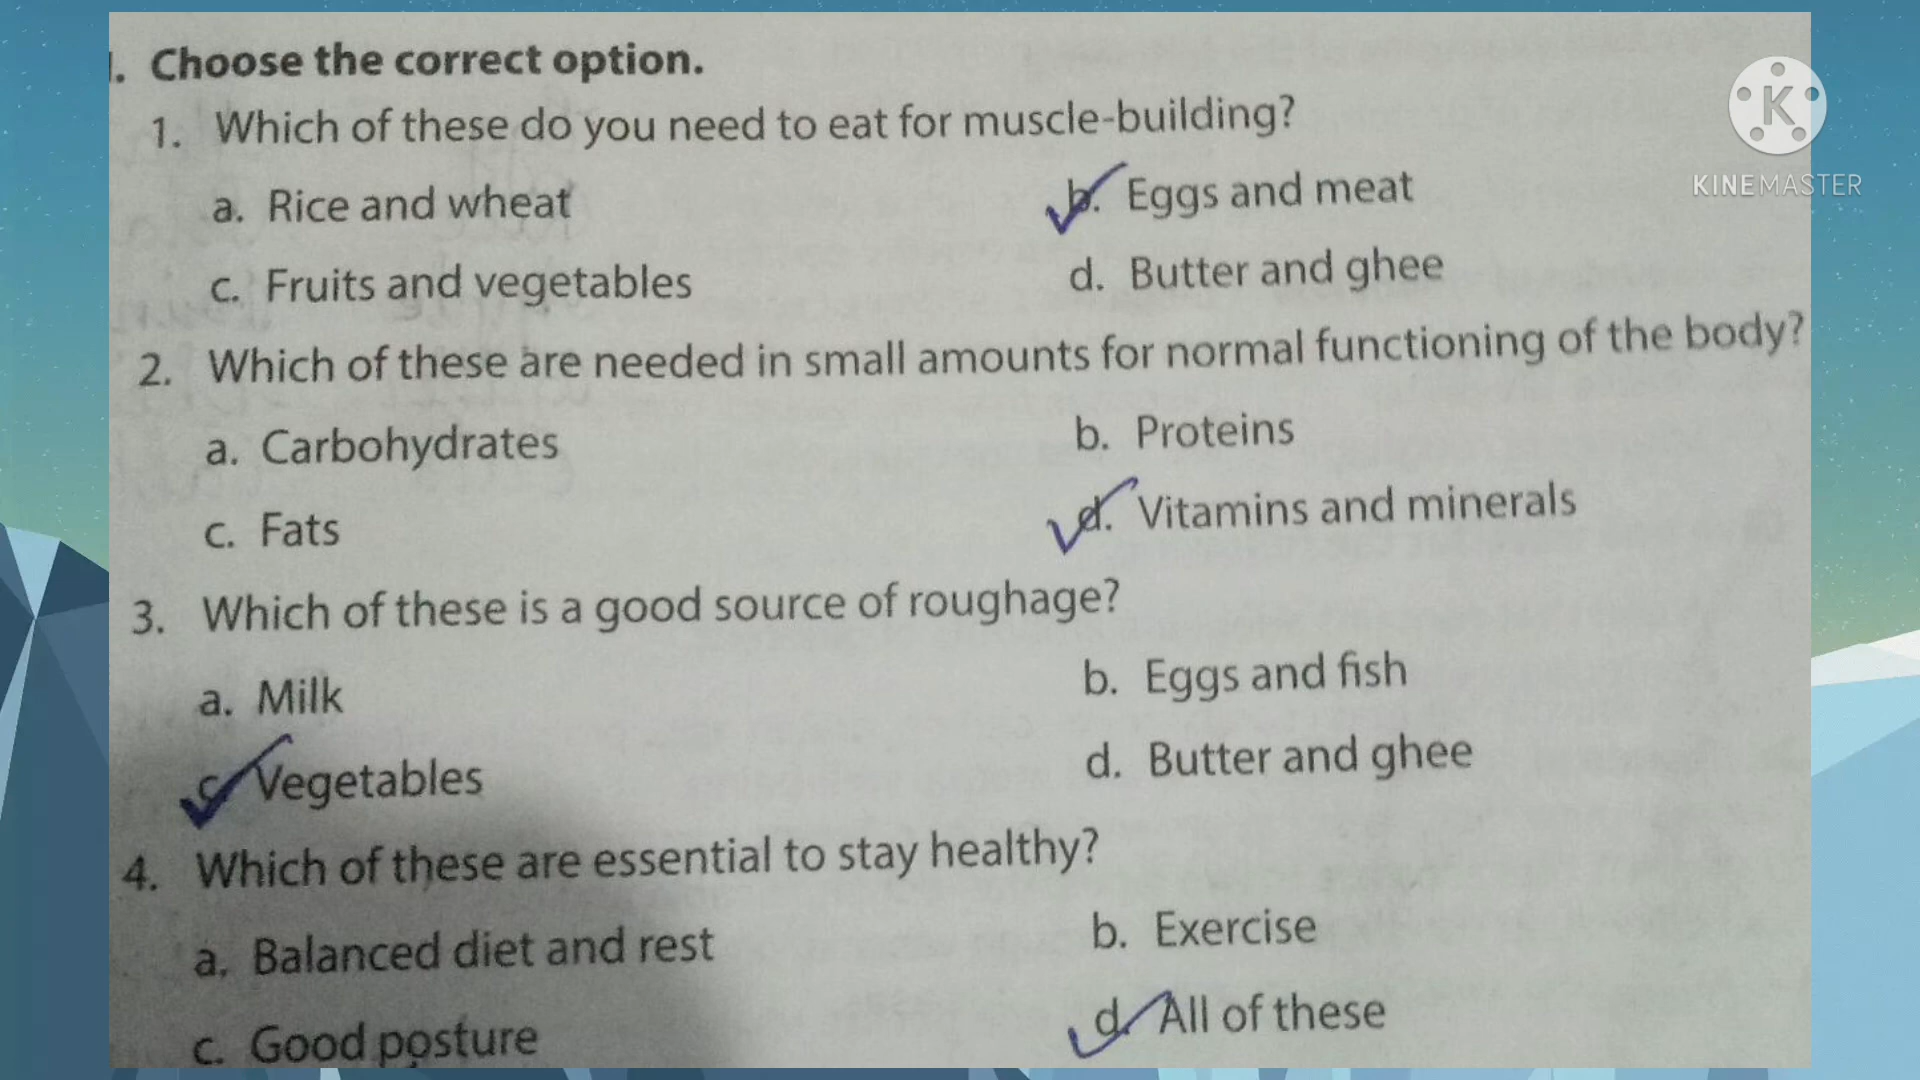 . Choose the correct option.
1. Which of these do you need to eat for muscle-building?
a. Rice and wheat b. Eggs and meat
c. Fruits and vegetables d. Butter and ghee
2. Which of these are needed in small amounts for normal functioning of the body?
a. Carbohydrates b. Proteins
c. Fats d. Vitamins and minerals
3. Which of these is a good source of roughage?
a. Milk b. Eggs and fish
c. Vegetables d. Butter and ghee
4. Which of these are essential to stay healthy?
a. Balanced diet and rest b. Exercise
c. Good posture d. All of these
K
KINEMASTER